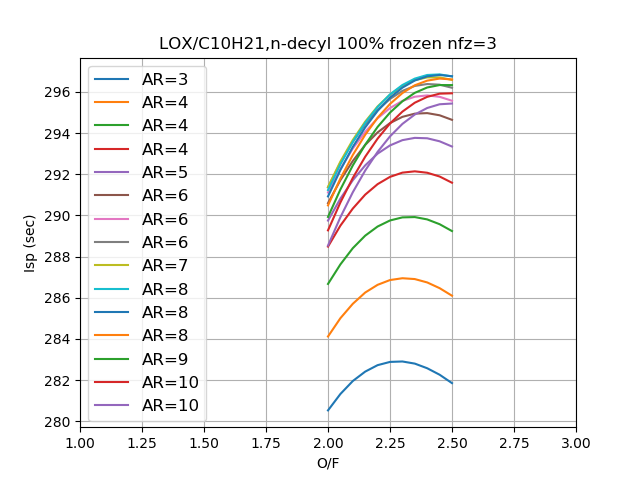 LOX/C10H21,n-decyl 100% frozen nfz=3
Isp (sec)
296
294
292
290
288
286
284
282
280
AR=3
AR=4
AR=4
AR=4
AR=5
AR=6
AR=6
AR=6
AR=7
AR=8
AR=8
AR=8
AR=9
AR=10
AR=10
1.00 1.25 1.50 1.75 2.00 2.25 2.50 2.75 3.00
O/F